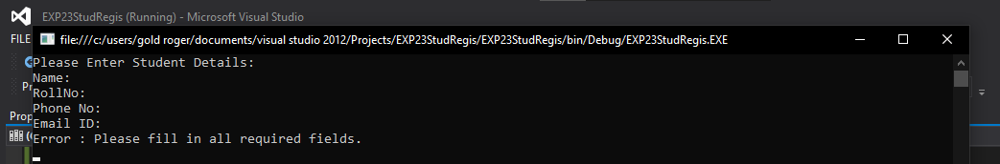 EXP23StudRegis (Running) - Microsoft Visual Studio
FILE
file:///c:/users/gold roger/documents/visual studio 2012/Projects/EXP23StudRegis/EXP23StudRegis/bin/Debug/EXP23StudRegis.EXE
Please Enter Student Details:
Name:
RollNo:
Pr
Phone No:
Prop
Email ID:
Error : Please fill in all required fields.